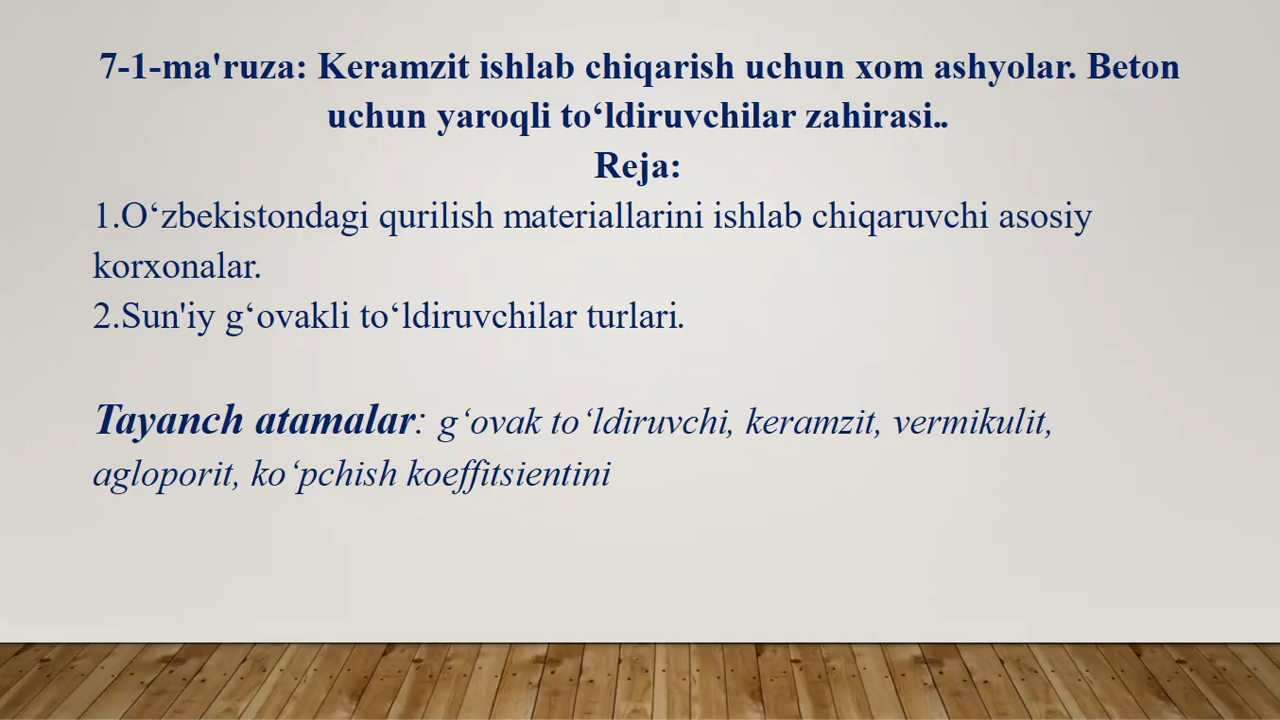 7-1-ma'ruza: Keramzit ishlab chiqarish uchun xom ashyolar. Beton
uchun yaroqli to‘ldiruvchilar zahirasi..
Reja:
1.O‘zbekistondagi qurilish materiallarini ishlab chiqaruvchi asosiy
korxonalar.
2.Sun'iy g‘ovakli to‘ldiruvchilar turlari.
Tayanch atamalar: g‘ovak to‘ldiruvchi, keramzit, vermikulit,
agloporit, ko‘pchish koeffitsientini